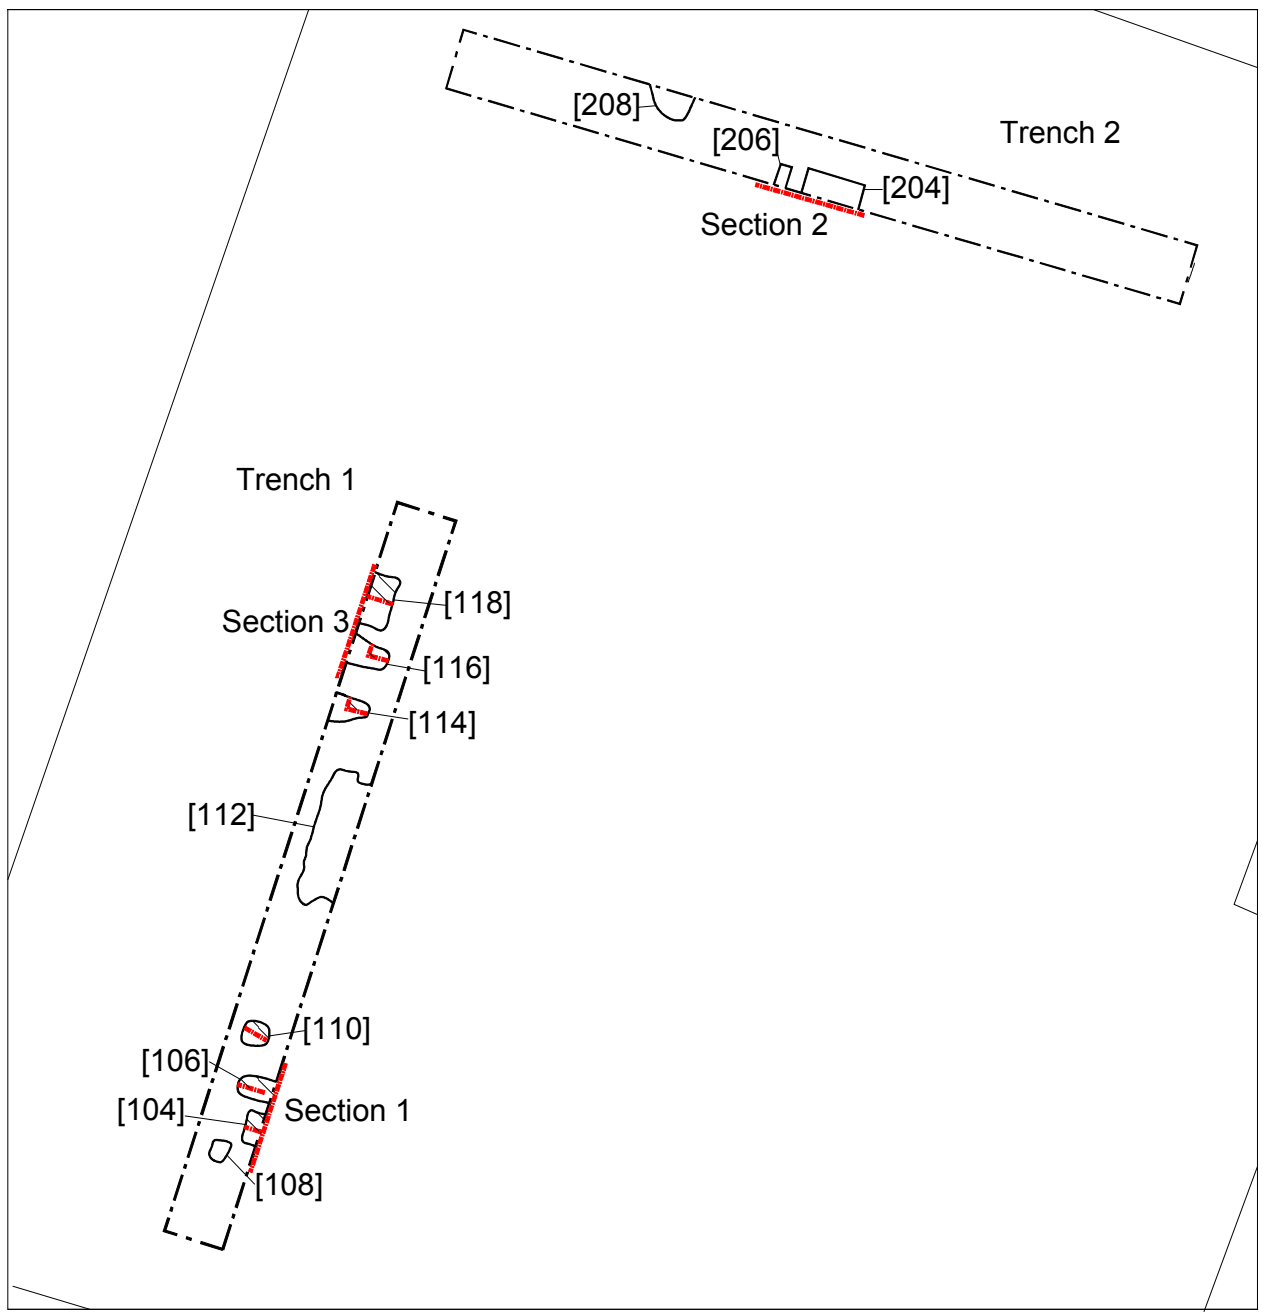 [208]
Trench 2
[206]
[204]
Section 2
Trench 1
[118]
Section 3
[116]
[114]
[112]
[110]
[106]
[104]
Section 1
[108]